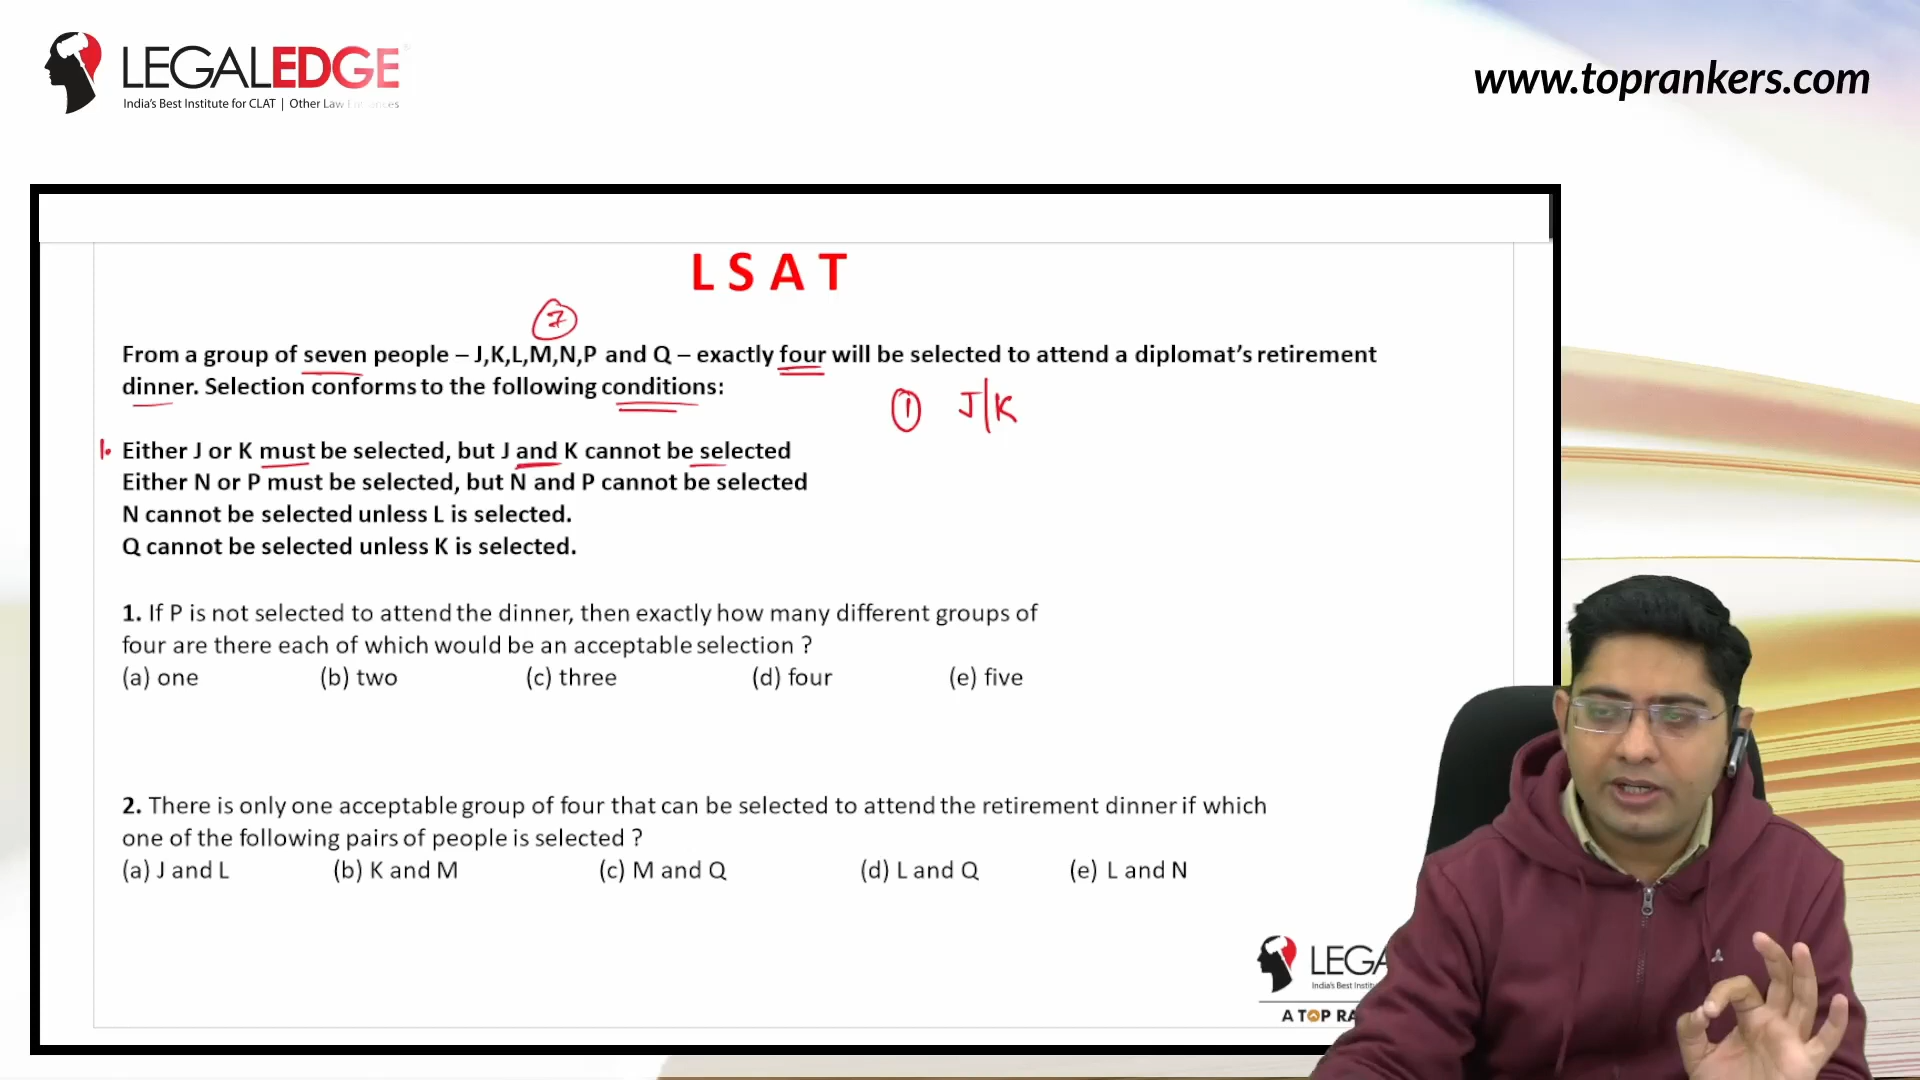 LEGALEDGE
India's Best Institute for CLAT | Other Law Entrances
www.toprankers.com
LSAT
7
From a group of seven people – J,K,L,M,N,P and Q – exactly four will be selected to attend a diplomat's retirement
dinner. Selection conforms to the following conditions:
1 J/K
1. Either J or K must be selected, but J and K cannot be selected
Either N or P must be selected, but N and P cannot be selected
N cannot be selected unless L is selected.
Q cannot be selected unless K is selected.
1. If P is not selected to attend the dinner, then exactly how many different groups of
four are there each of which would be an acceptable selection ?
(a) one (b) two (c) three (d) four (e) five
2. There is only one acceptable group of four that can be selected to attend the retirement dinner if which
one of the following pairs of people is selected ?
(a) J and L (b) K and M (c) M and Q (d) L and Q (e) L and N
LEGA
India's Best Instit
A TOP RA